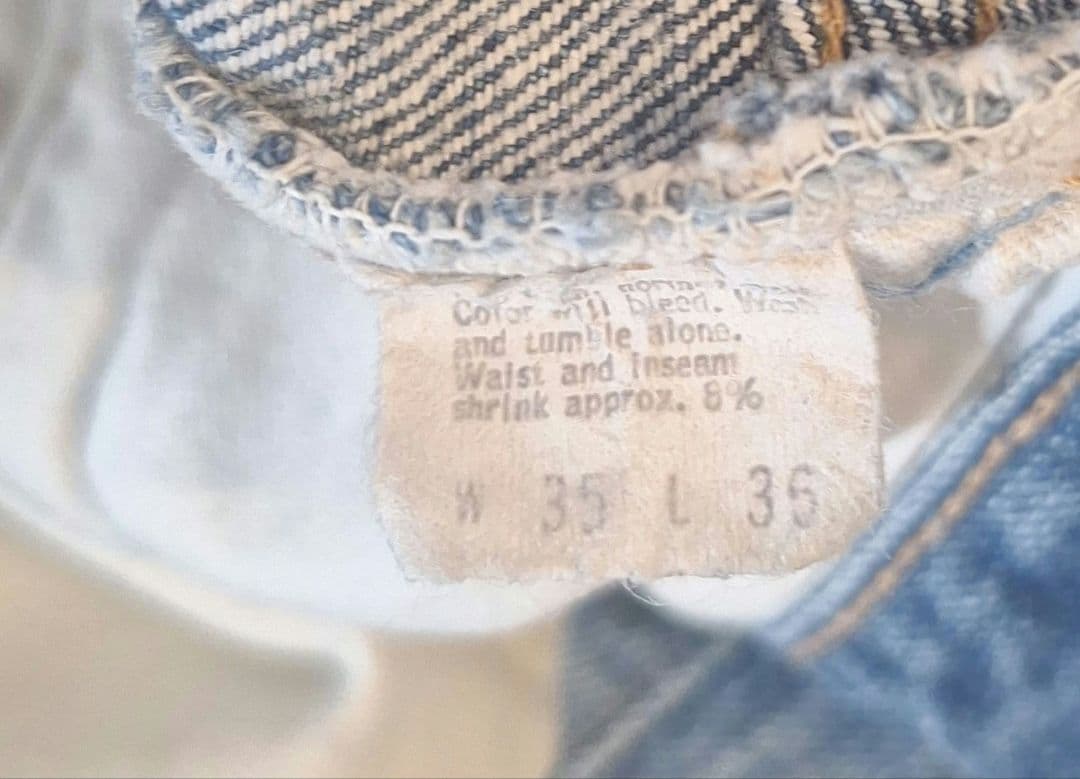 Color will bleed. Wash
and tumble alone.
Waist and Inseam
shrink approx. 8%
W 35 L 36